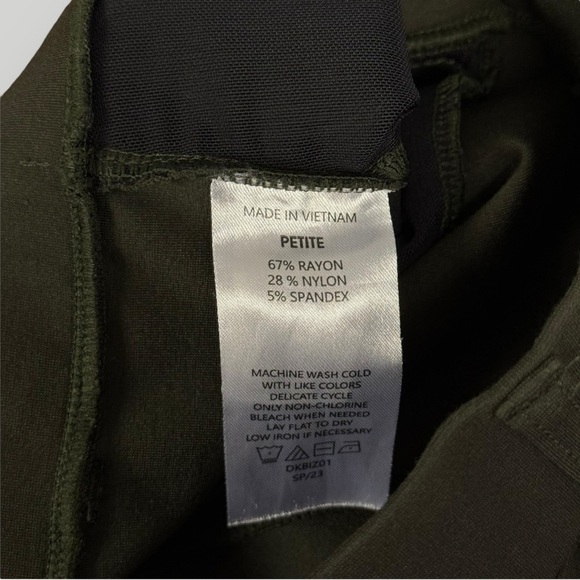 MADE IN VIETNAM
PETITE
67% RAYON
28 % NYLON
5% SPANDEX
MACHINE WASH COLD
WITH LIKE COLORS
DELICATE CYCLE
ONLY NON-CHLORINE
BLEACH WHEN NEEDED
LAY FLAT TO DRY
LOW IRON IF NECESSARY
DKBIZ01
SP/23